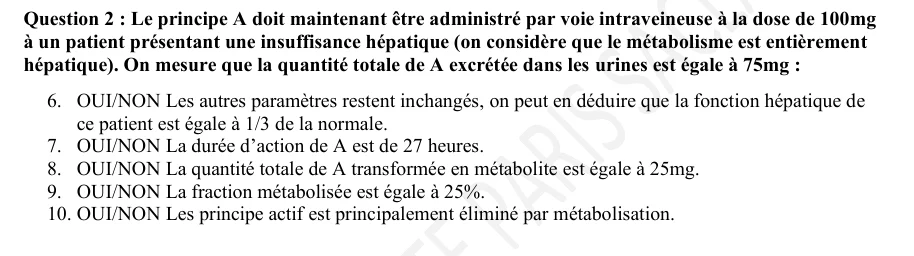 Question 2 : Le principe A doit maintenant être administré par voie intraveineuse à la dose de 100mg
à un patient présentant une insuffisance hépatique (on considère que le métabolisme est entièrement
hépatique). On mesure que la quantité totale de A excrétée dans les urines est égale à 75mg :
6. OUI/NON Les autres paramètres restent inchangés, on peut en déduire que la fonction hépatique de
ce patient est égale à 1/3 de la normale.
7. OUI/NON La durée d'action de A est de 27 heures.
8. OUI/NON La quantité totale de A transformée en métabolite est égale à 25mg.
9. OUI/NON La fraction métabolisée est égale à 25%.
10. OUI/NON Les principe actif est principalement éliminé par métabolisation.
PARIS